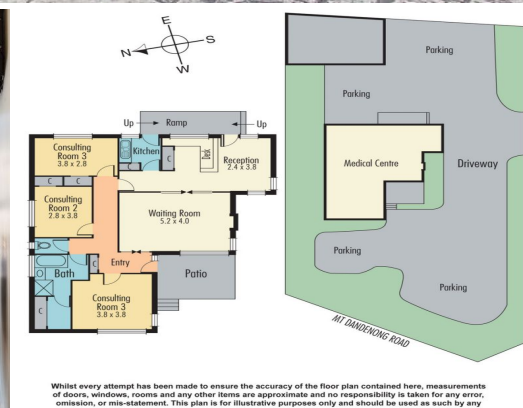 E
N
S
W
Up
Ramp
Up
Consulting
Room 3
3.8 x 2.8
Kitchen
C
Desk
Reception
2.4 x 3.8
C
C
Consulting
Room 2
2.8 x 3.8
Waiting Room
5.2 x 4.0
Bath
C
Entry
Patio
C
Consulting
Room 3
3.8 x 3.8
Parking
Parking
Medical Centre
Driveway
Parking
Parking
MT DANDENONG ROAD
Whilst every attempt has been made to ensure the accuracy of the floor plan contained here, measurements
of doors, windows, rooms and any other items are approximate and no responsibility is taken for any error,
omission, or mis-statement. This plan is for illustrative purposes only and should be used as such by any